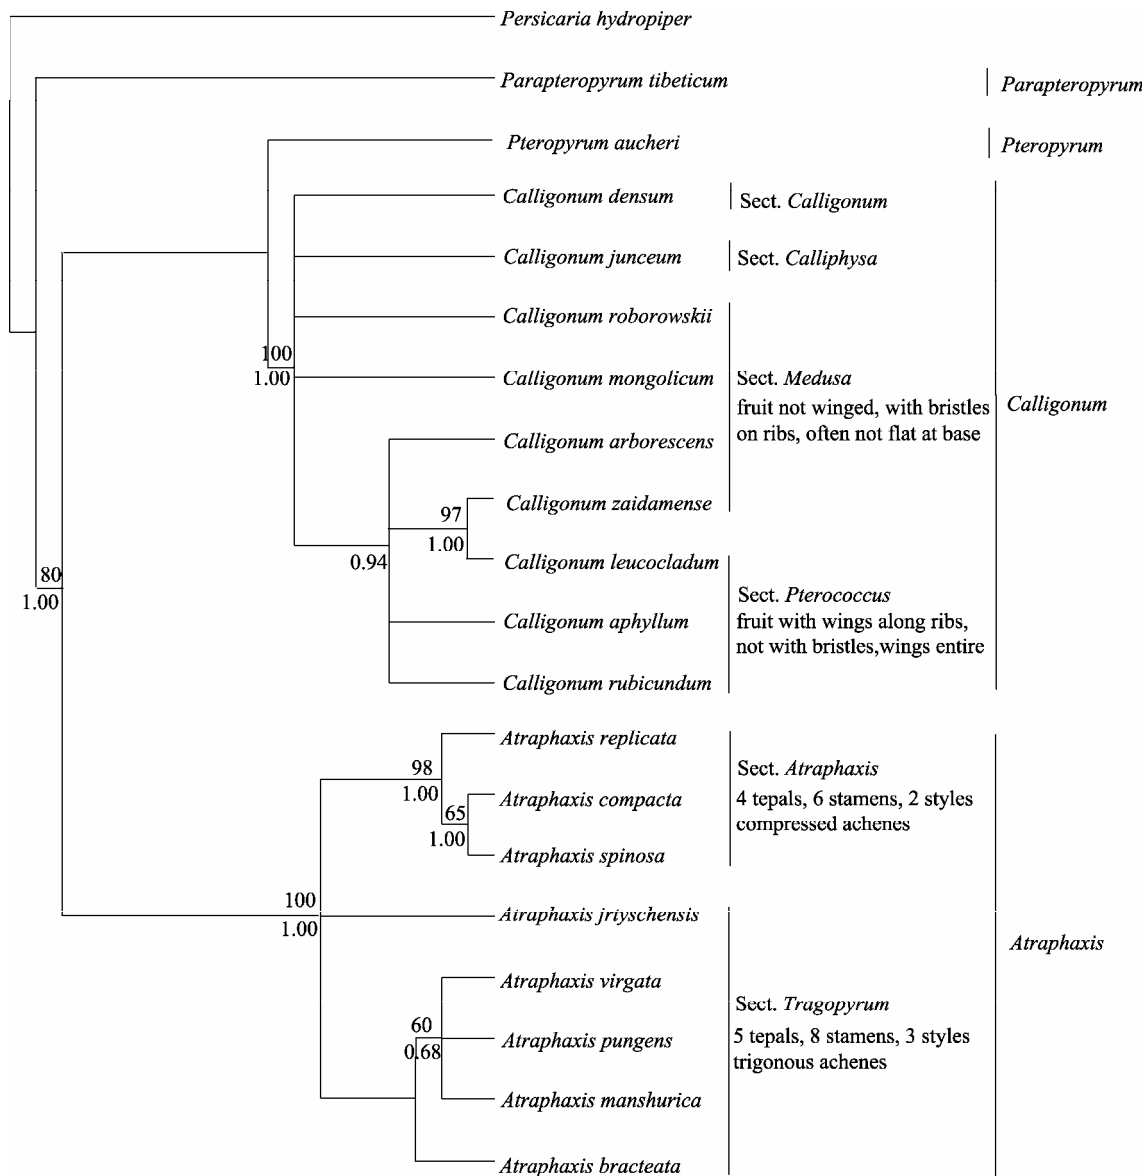 Persicaria hydropiper
Parapteropyrum tibeticum
Parapteropyrum
Pteropyrum aucheri
Pteropyrum
Calligonum densum
Sect. Calligonum
Calligonum junceum
Sect. Calliphysa
Calligonum roborowskii
100
1.00
Calligonum mongolicum
Sect. Medusa
fruit not winged, with bristles
on ribs, often not flat at base
Calligonum
Calligonum arborescens
Calligonum zaidamense
97
1.00
0.94
Calligonum leucocladum
80
1.00
Sect. Pterococcus
fruit with wings along ribs,
not with bristles,wings entire
Calligonum aphyllum
Calligonum rubicundum
Atraphaxis replicata
98
1.00
Sect. Atraphaxis
4 tepals, 6 stamens, 2 styles
compressed achenes
Atraphaxis compacta
65
1.00
Atraphaxis spinosa
100
1.00
Atraphaxis jrtyschensis
Atraphaxis
Atraphaxis virgata
Sect. Tragopyrum
5 tepals, 8 stamens, 3 styles
trigonous achenes
60
0.68
Atraphaxis pungens
Atraphaxis manshurica
Atraphaxis bracteata